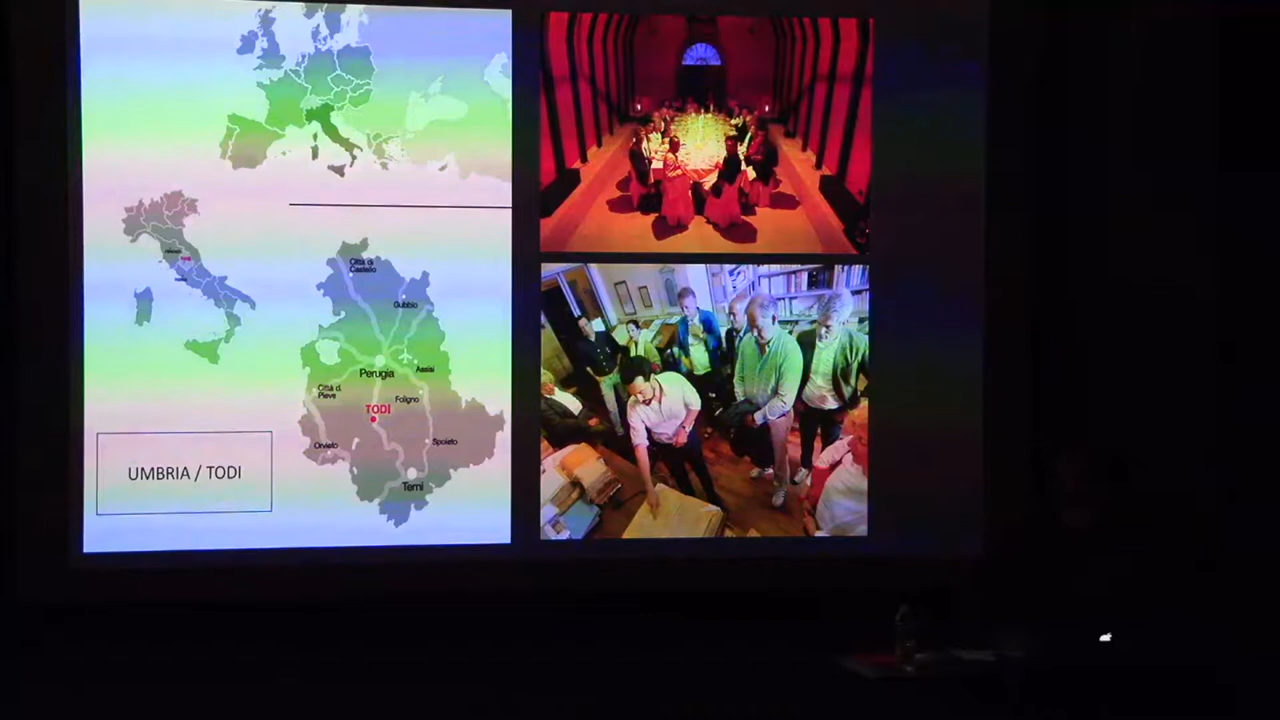 Città di
Castello
Gubbio
Perugia
Assisi
Città d.
Pieve
Foligno
TODI
Orvieto
Spoleto
UMBRIA / TODI
Terni